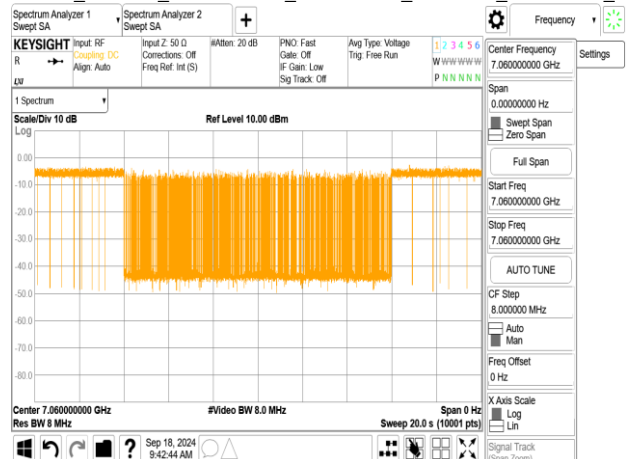 Spectrum Analyzer 1
Swept SA
Spectrum Analyzer 2
Swept SA
+
Frequency
KEYSIGHT
R
Input: RF
Coupling: DC
Align: Auto
Input Z: 50 Ω
Corrections: Off
Freq Ref: Int (S)
#Atten: 20 dB
PNO: Fast
Gate: Off
IF Gain: Low
Sig Track: Off
Avg Type: Voltage
Trig: Free Run
1 2 3 4 5 6
W W W W W W
P N N N N N
Settings
LXI
1 Spectrum
Scale/Div 10 dB
Ref Level 10.00 dBm
Log
0.00
-10.0
-20.0
-30.0
-40.0
-50.0
-60.0
-70.0
-80.0
Center 7.060000000 GHz
#Video BW 8.0 MHz
Span 0 Hz
Res BW 8 MHz
Sweep 20.0 s (10001 pts)
Center Frequency
7.060000000 GHz
Span
0.00000000 Hz
Swept Span
Zero Span
Full Span
Start Freq
7.060000000 GHz
Stop Freq
7.060000000 GHz
AUTO TUNE
CF Step
8.000000 MHz
Auto
Man
Freq Offset
0 Hz
X Axis Scale
Log
Lin
Signal Track
(Span Zoom)
?
Sep 18, 2024
9:42:44 AM